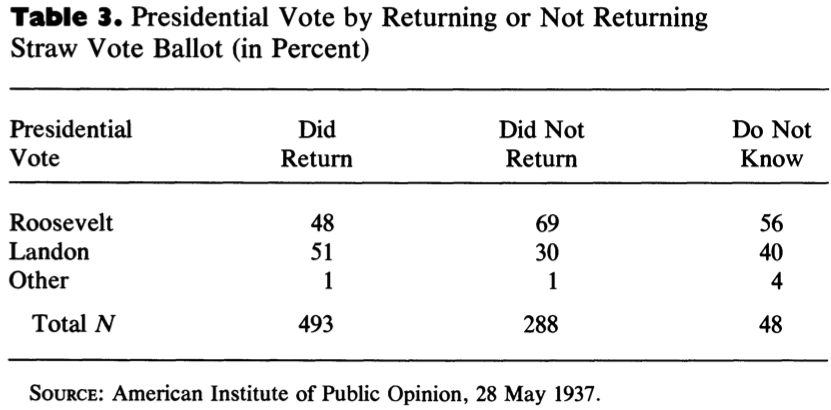 Table 3. Presidential Vote by Returning or Not Returning
Straw Vote Ballot (in Percent)
Presidential Vote Did Return Did Not Return Do Not Know
Roosevelt 48 69 56
Landon 51 30 40
Other 1 1 4
Total N 493 288 48
SOURCE: American Institute of Public Opinion, 28 May 1937.